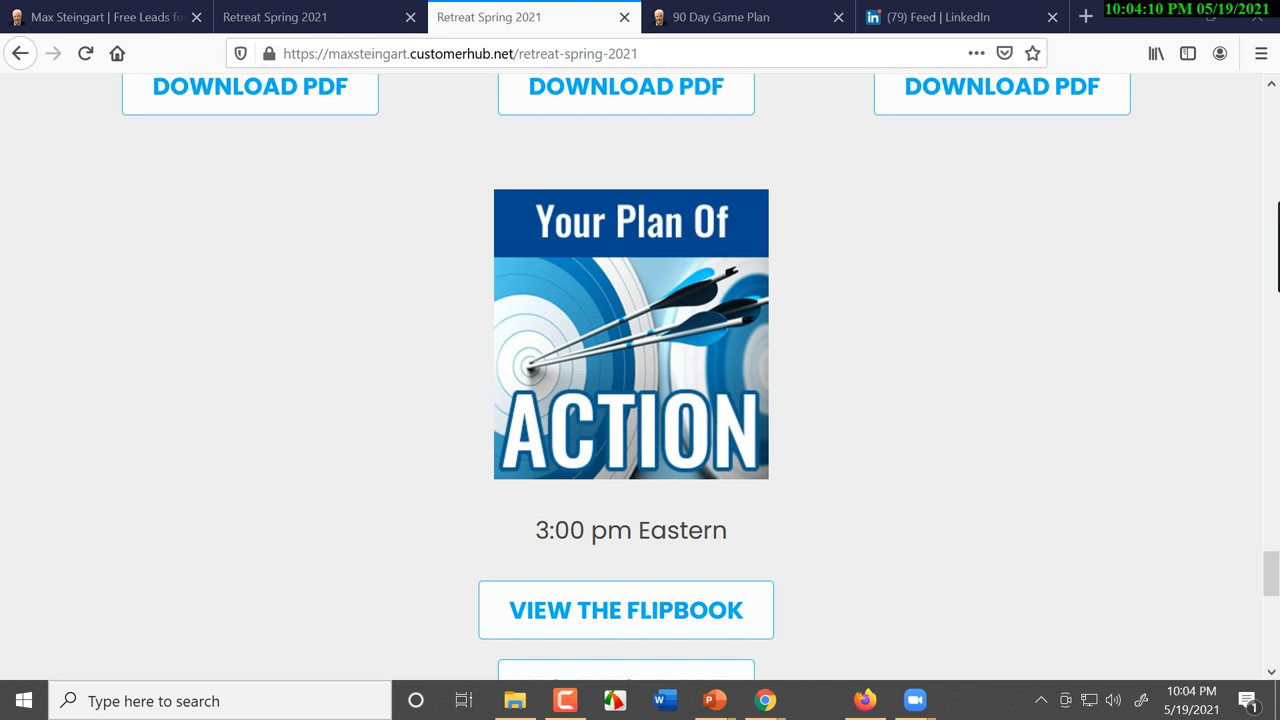 Max Steingart | Free Leads fo
Retreat Spring 2021
Retreat Spring 2021
90 Day Game Plan
(79) Feed | LinkedIn
10:04:10 PM 05/19/2021
https://maxsteingart.customerhub.net/retreat-spring-2021
DOWNLOAD PDF
DOWNLOAD PDF
DOWNLOAD PDF
Your Plan Of
ACTION
3:00 pm Eastern
VIEW THE FLIPBOOK
Type here to search
10:04 PM
5/19/2021
1